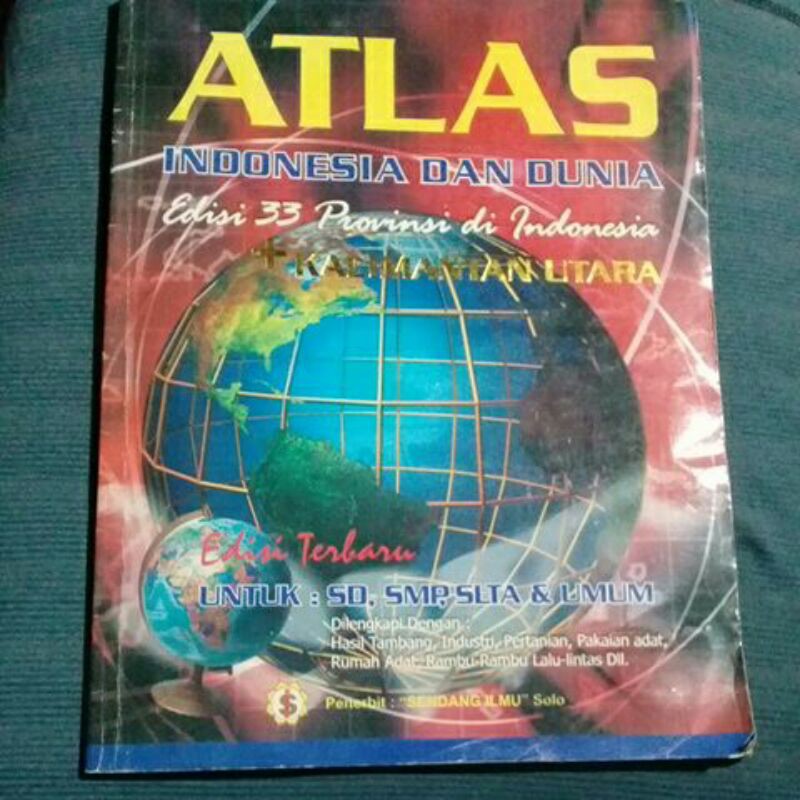 ATLAS
INDONESIA DAN DUNIA
Edisi 33 Provinsi di Indonesia
+ KALIMANTAN UTARA
Edisi Terbaru
UNTUK : SD, SMP, SLTA & UMUM
Dilengkapi Dengan :
Hasil Tambang, Industri, Pertanian, Pakaian adat,
Rumah Adat, Rambu-Rambu Lalu-lintas Dll.
Penerbit : "SENDANG ILMU" Solo